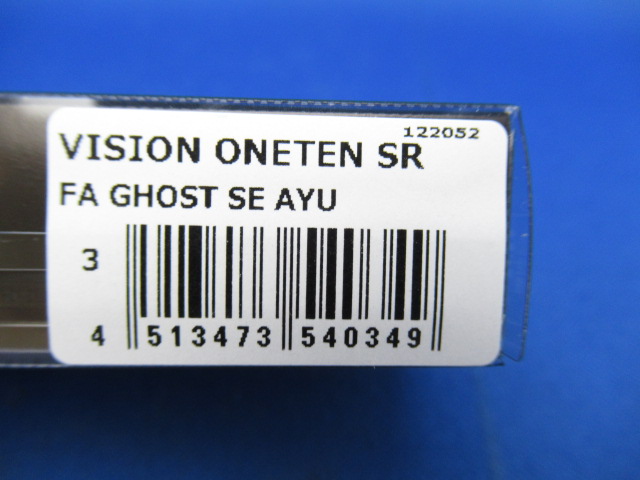 122052
VISION ONETEN SR
FA GHOST SE AYU
3
4 513473 540349